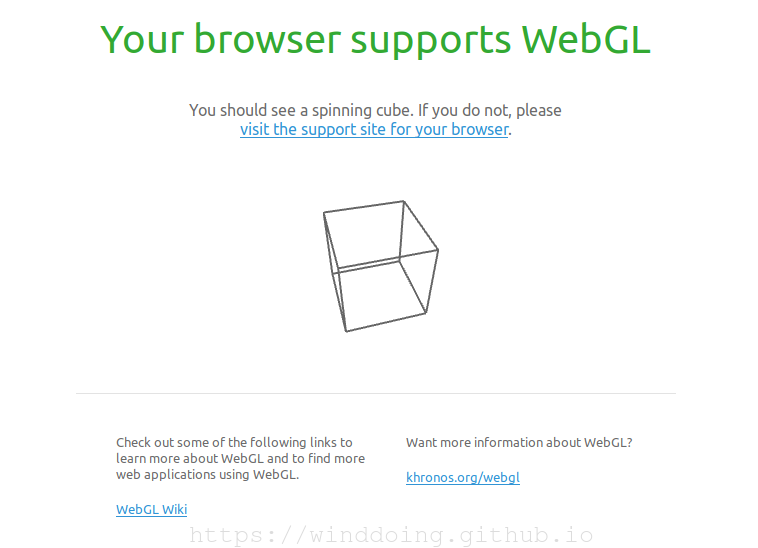 Your browser supports WebGL
You should see a spinning cube. If you do not, please
visit the support site for your browser.
Check out some of the following links to
learn more about WebGL and to find more
web applications using WebGL.
WebGL Wiki
Want more information about WebGL?
khronos.org/webgl
https://winddoing.github.io